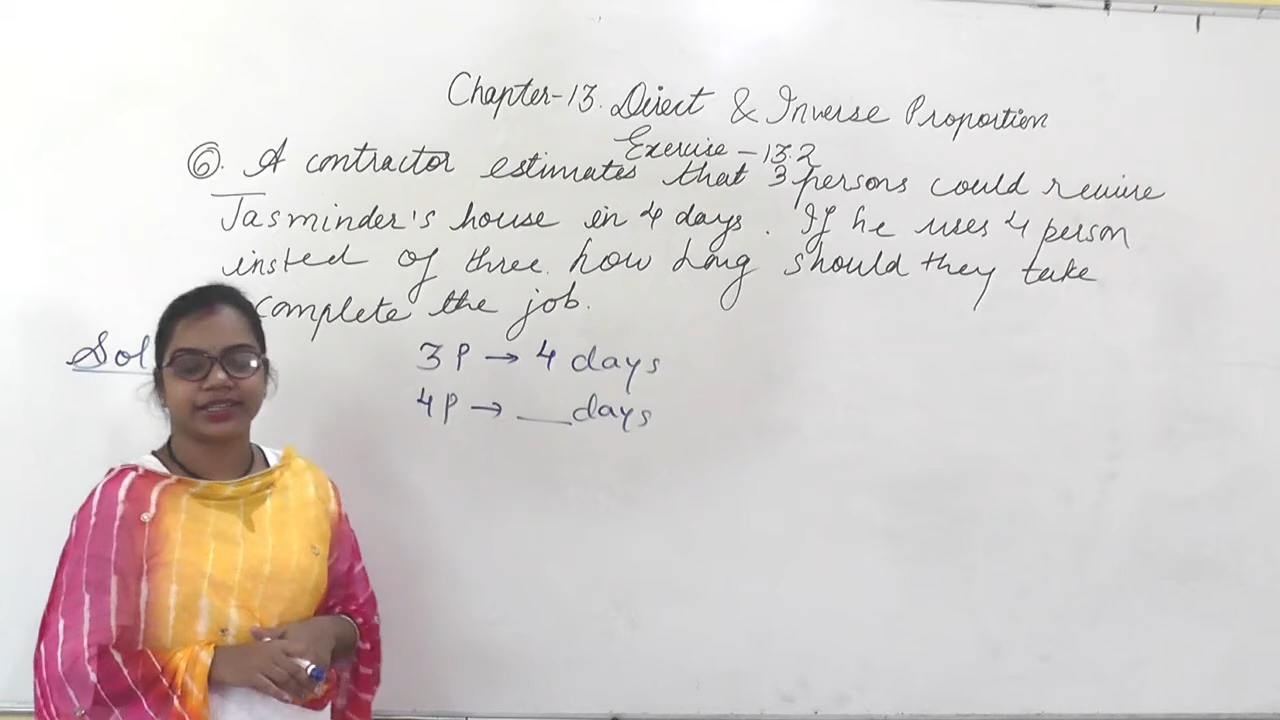 Chapter-13. Direct & Inverse Proportion
Exercise - 13.2
⑥. A contractor estimates that 3 persons could rewire
Jasminder's house in 4 days. If he uses 4 person
insted of three. how long should they take
complete the job.
Sol
3P → 4 days
4P → __ days